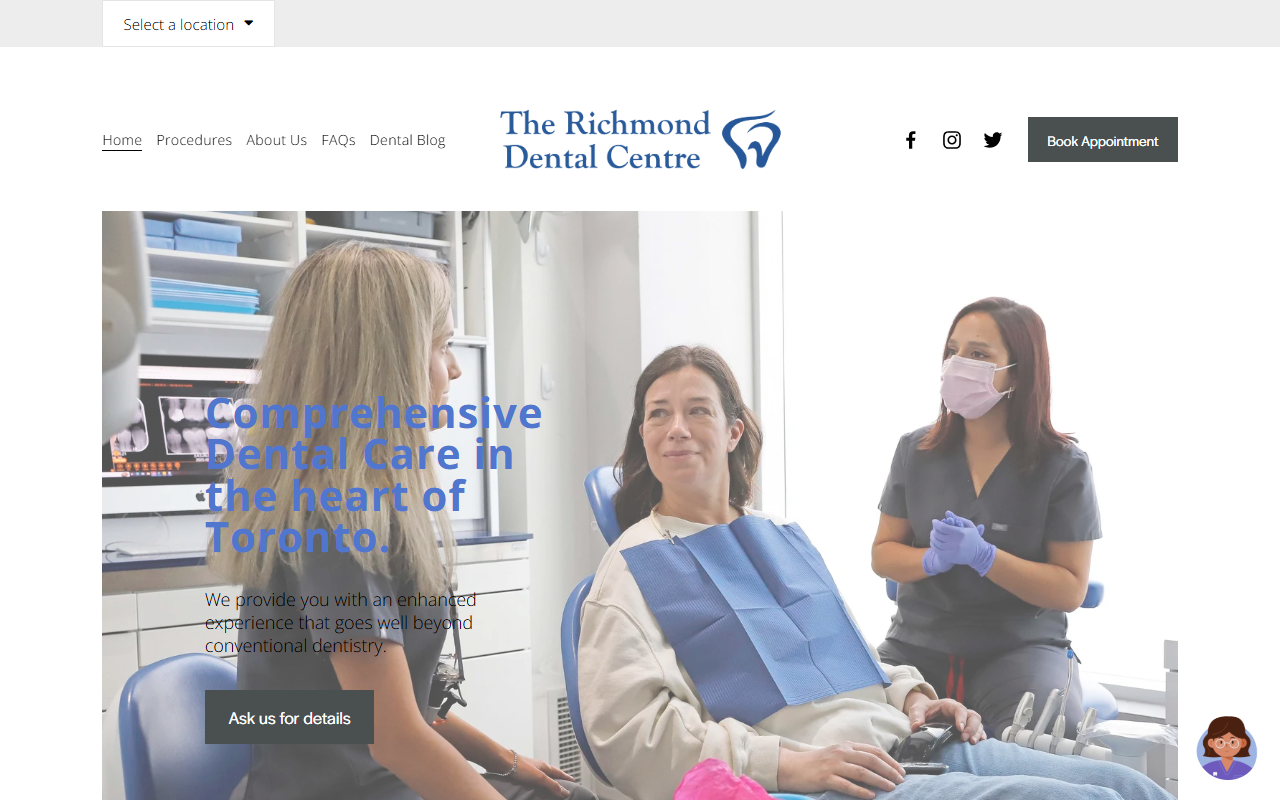 Select a location
Home Procedures About Us FAQs Dental Blog
The Richmond
Dental Centre
Book Appointment
Comprehensive
Dental Care in
the heart of
Toronto.
We provide you with an enhanced
experience that goes well beyond
conventional dentistry.
Ask us for details